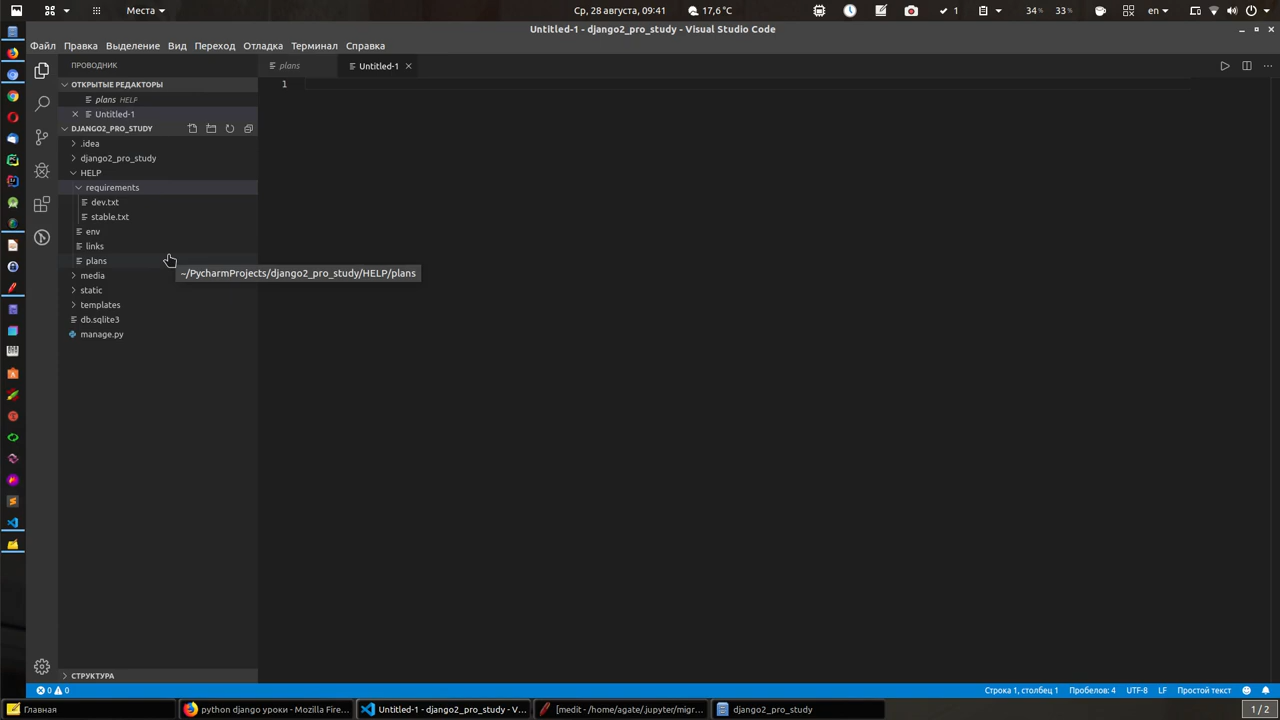 Места
Ср, 28 августа, 09:41
17,6°C
1
34%
33%
en
Untitled-1 - django2_pro_study - Visual Studio Code
Файл Правка Выделение Вид Переход Отладка Терминал Справка
ПРОВОДНИК
plans
Untitled-1
ОТКРЫТЫЕ РЕДАКТОРЫ
plans HELP
Untitled-1
DJANGO2_PRO_STUDY
.idea
django2_pro_study
HELP
requirements
dev.txt
stable.txt
env
links
plans
~/PycharmProjects/django2_pro_study/HELP/plans
media
static
templates
db.sqlite3
manage.py
1
СТРУКТУРА
0 0
Строка 1, столбец 1
Пробелов: 4
UTF-8
LF
Простой текст
Главная
python django уроки - Mozilla Fire...
Untitled-1 - django2_pro_study - V...
[medit - /home/agate/.jupyter/migr...
django2_pro_study
1 / 2